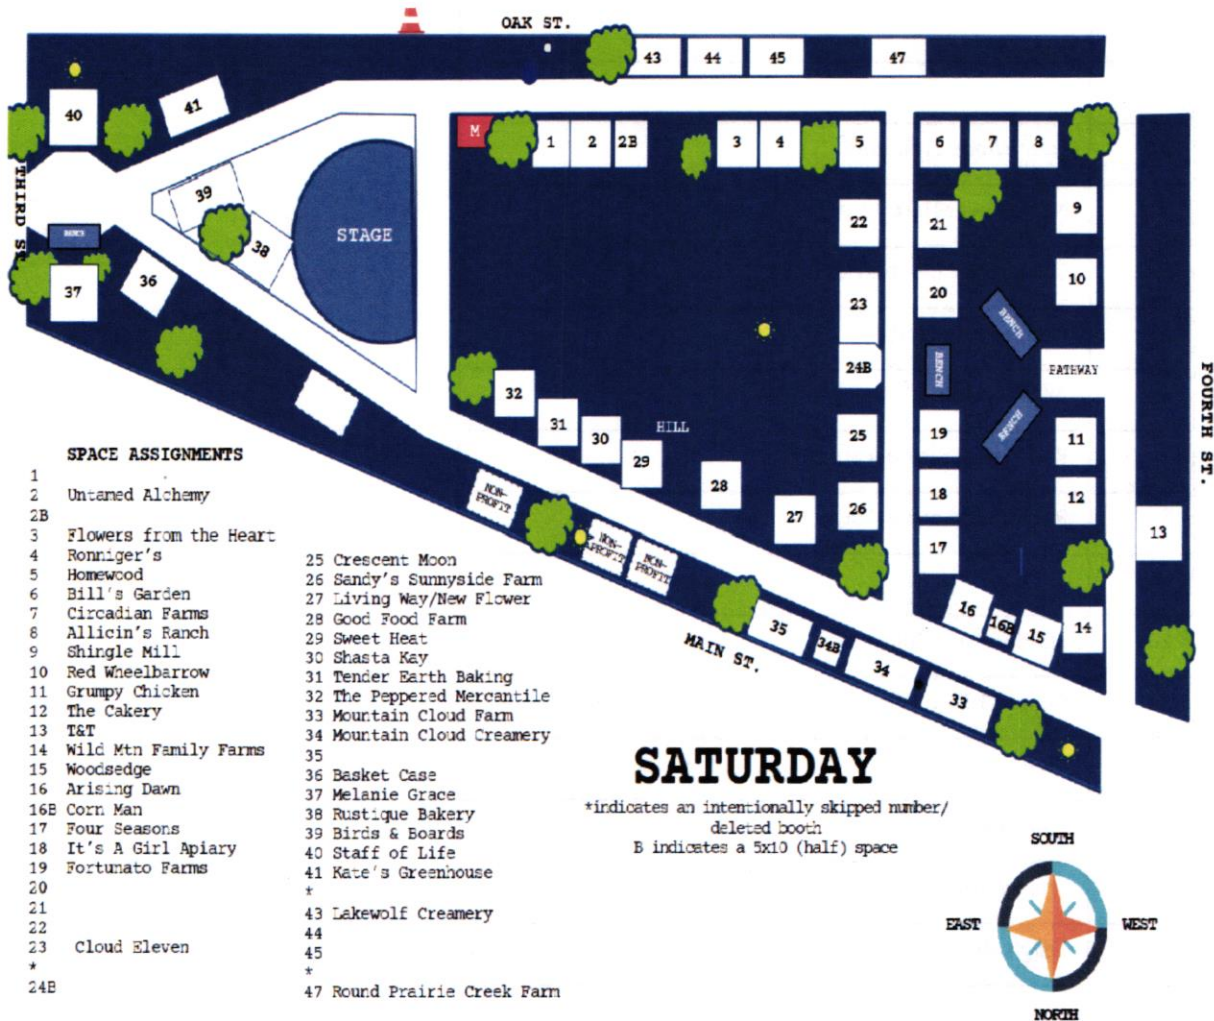 OAK ST.
43
44
45
47
40
41
M
1
2
2B
3
4
5
6
7
8
THIRD ST.
39
38
STAGE
22
21
9
BENCH
37
36
23
20
10
BENCH
24B
BENCH
PATHWAY
FOURTH ST.
32
31
30
29
HILL
25
19
BENCH
11
28
27
26
18
12
17
13
NON-
PROFIT
NON-
PROFIT
NON-
PROFIT
35
34B
34
33
16
16B
15
14
MAIN ST.
SPACE ASSIGNMENTS
1
2 Untamed Alchemy
2B
3 Flowers from the Heart
4 Ronniger's
5 Homewood
6 Bill's Garden
7 Circadian Farms
8 Allicin's Ranch
9 Shingle Mill
10 Red Wheelbarrow
11 Grumpy Chicken
12 The Cakery
13 T&T
14 Wild Mtn Family Farms
15 Woodsedge
16 Arising Dawn
16B Corn Man
17 Four Seasons
18 It's A Girl Apiary
19 Fortunato Farms
20
21
22
23 Cloud Eleven
*
24B
25 Crescent Moon
26 Sandy's Sunnyside Farm
27 Living Way/New Flower
28 Good Food Farm
29 Sweet Heat
30 Shasta Kay
31 Tender Earth Baking
32 The Peppered Mercantile
33 Mountain Cloud Farm
34 Mountain Cloud Creamery
35
36 Basket Case
37 Melanie Grace
38 Rustique Bakery
39 Birds & Boards
40 Staff of Life
41 Kate's Greenhouse
*
43 Lakewolf Creamery
44
45
*
47 Round Prairie Creek Farm
SATURDAY
*indicates an intentionally skipped number/
deleted booth
B indicates a 5x10 (half) space
SOUTH
EAST
WEST
NORTH